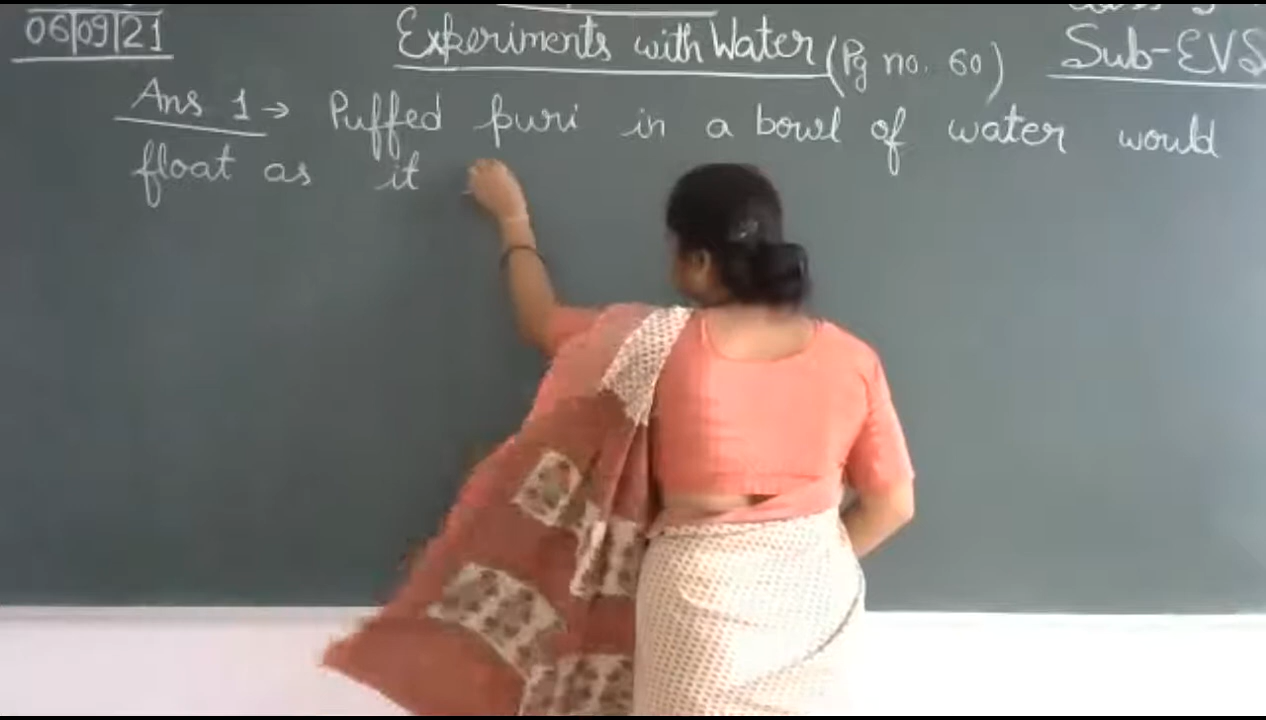 06|09|21
Experiments with Water (Pg no. 60)
Sub-EVS
Ans 1 → Puffed puri in a bowl of water would
float as it